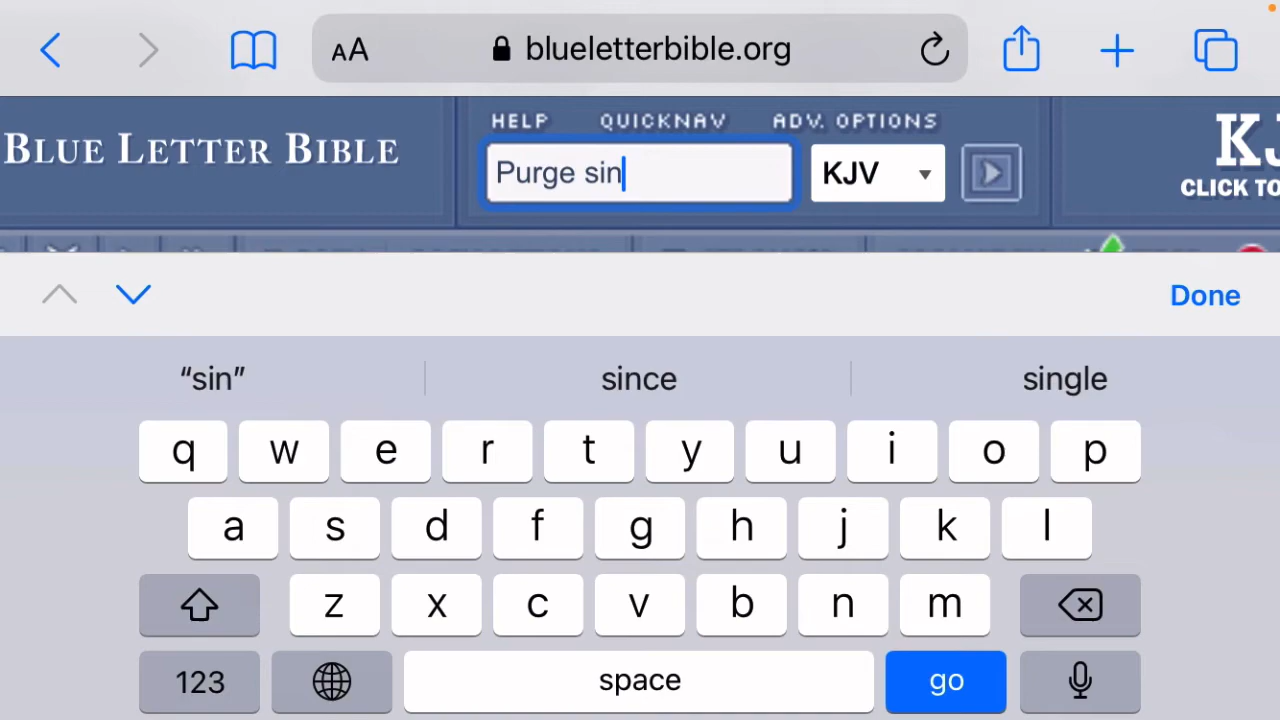 AA blueletterbible.org
HELP QUICKNAV ADV. OPTIONS
BLUE LETTER BIBLE
Purge sin KJV
KJ
CLICK TO
Done
“sin” since single
q w e r t y u i o p
a s d f g h j k l
z x c v b n m
123 space go